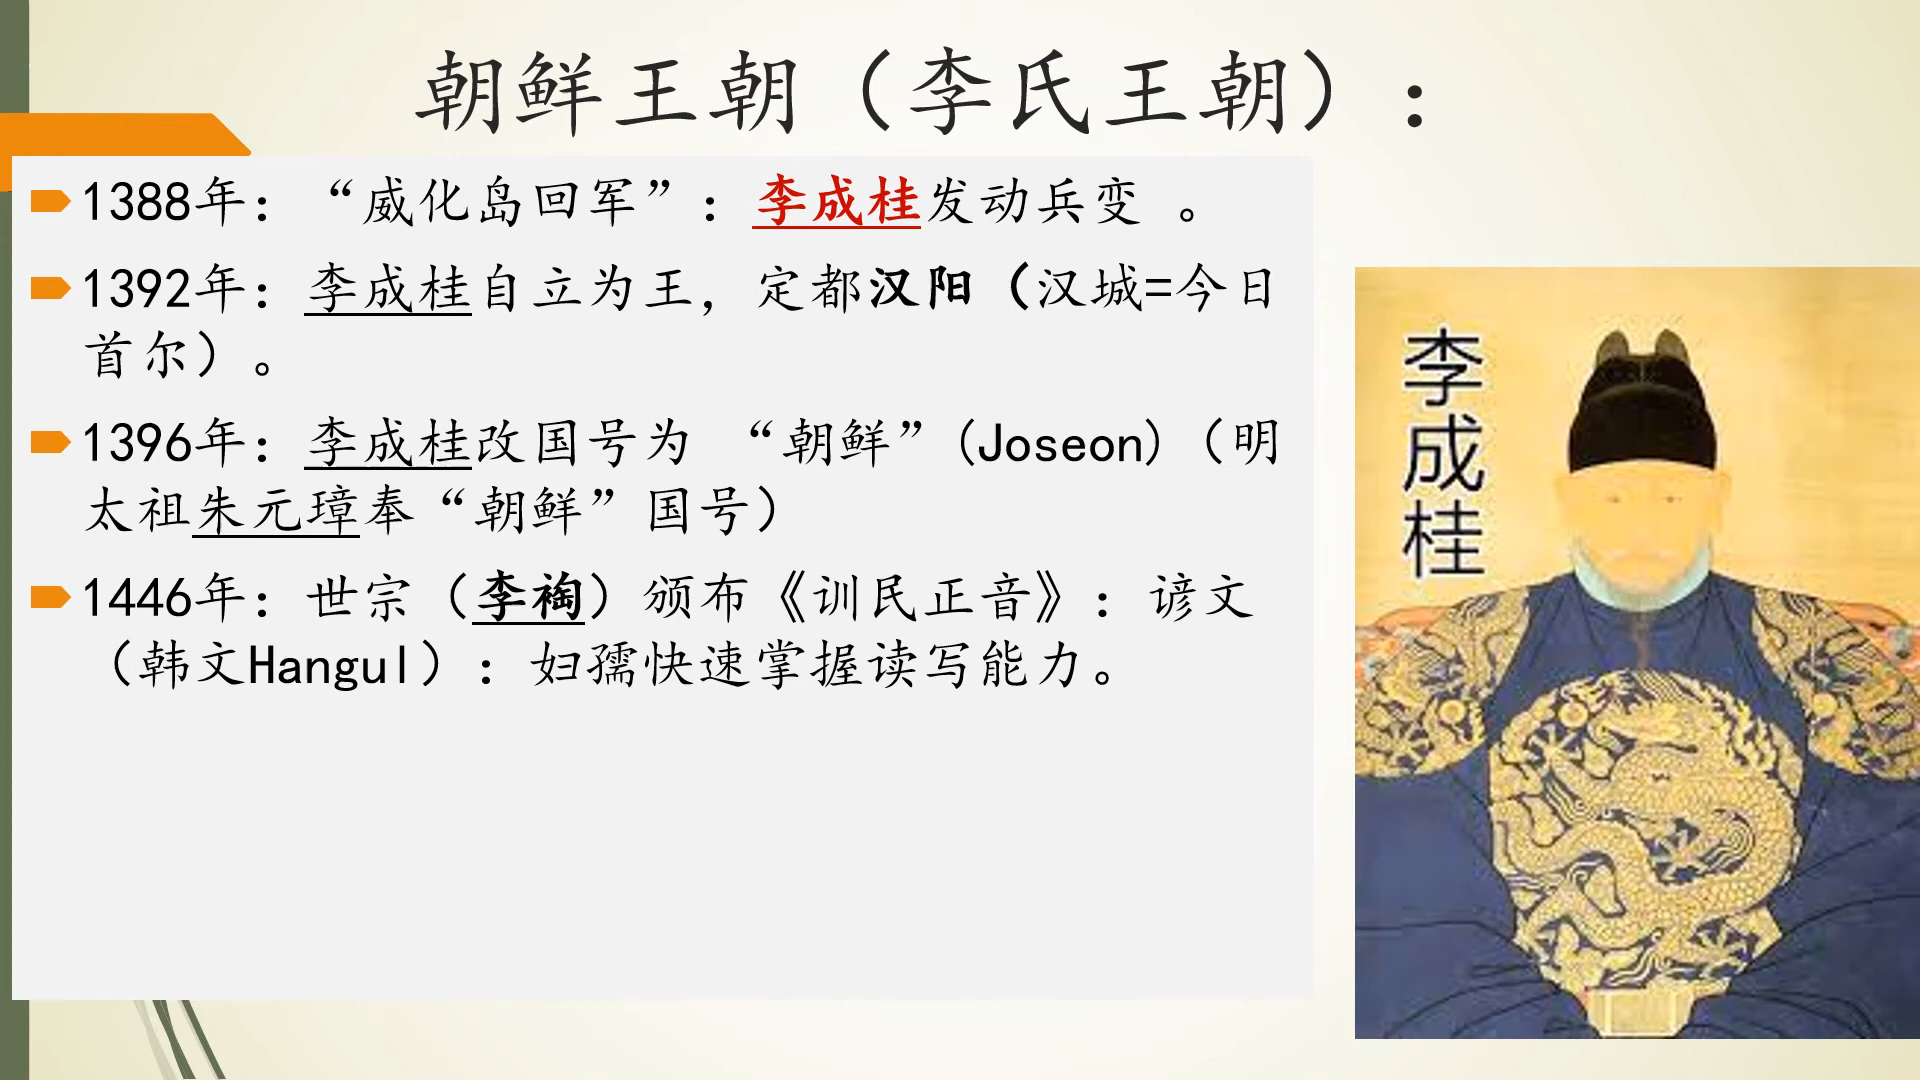 朝鲜王朝（李氏王朝）：
1388年：“威化岛回军”：李成桂发动兵变 。
1392年：李成桂自立为王，定都汉阳（汉城=今日
首尔）。
1396年：李成桂改国号为 “朝鲜”(Joseon)（明
太祖朱元璋奉“朝鲜”国号）
1446年：世宗（李祹）颁布《训民正音》：谚文
（韩文Hangul）：妇孺快速掌握读写能力。
李成桂